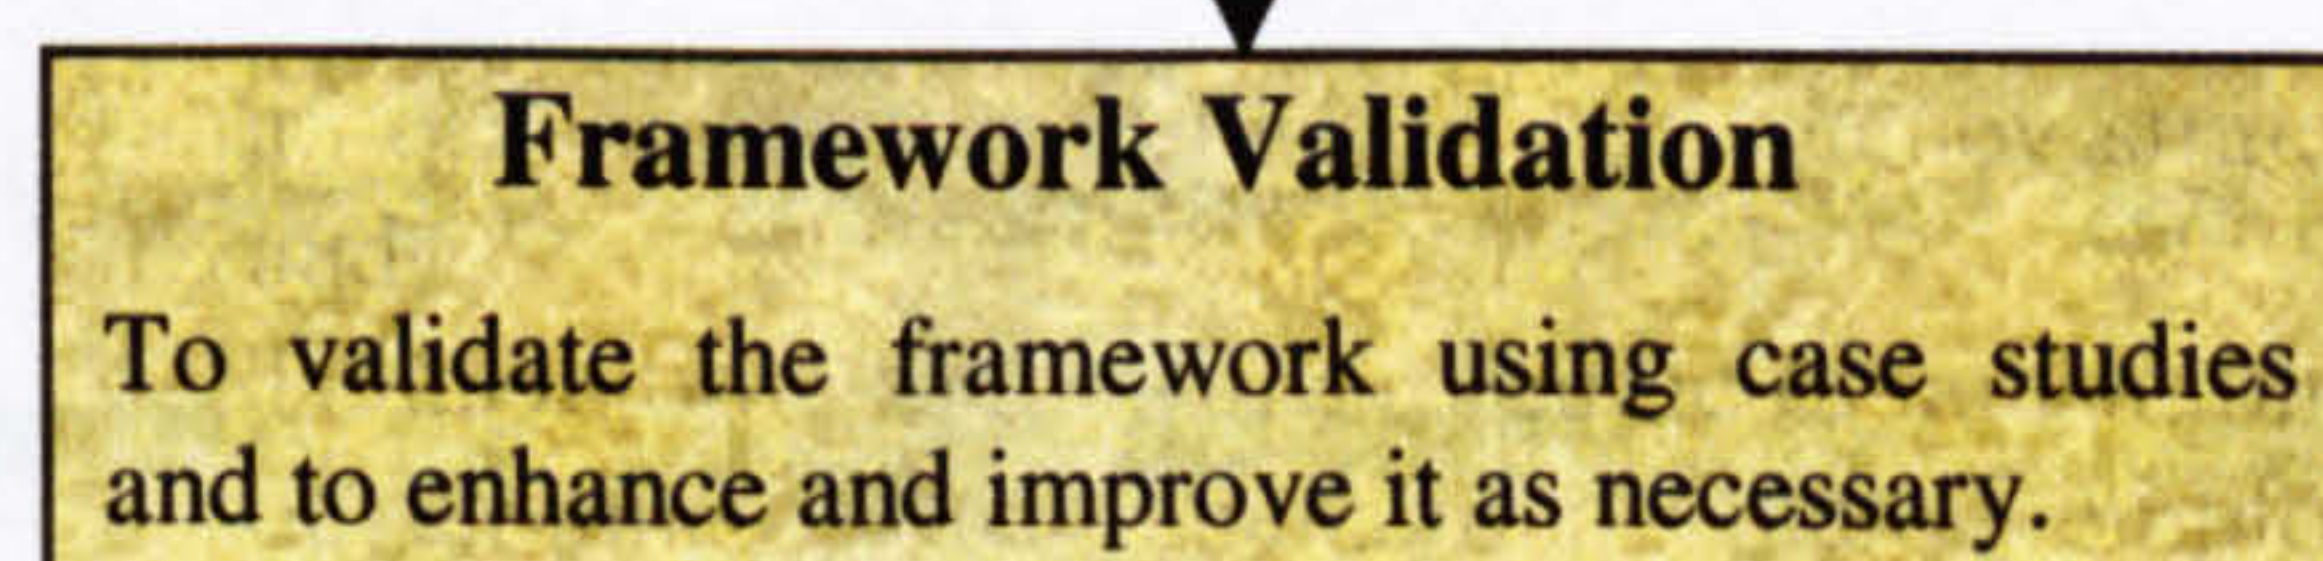 Framework Validation
To validate the framework using case studies
and to enhance and improve it as necessary.